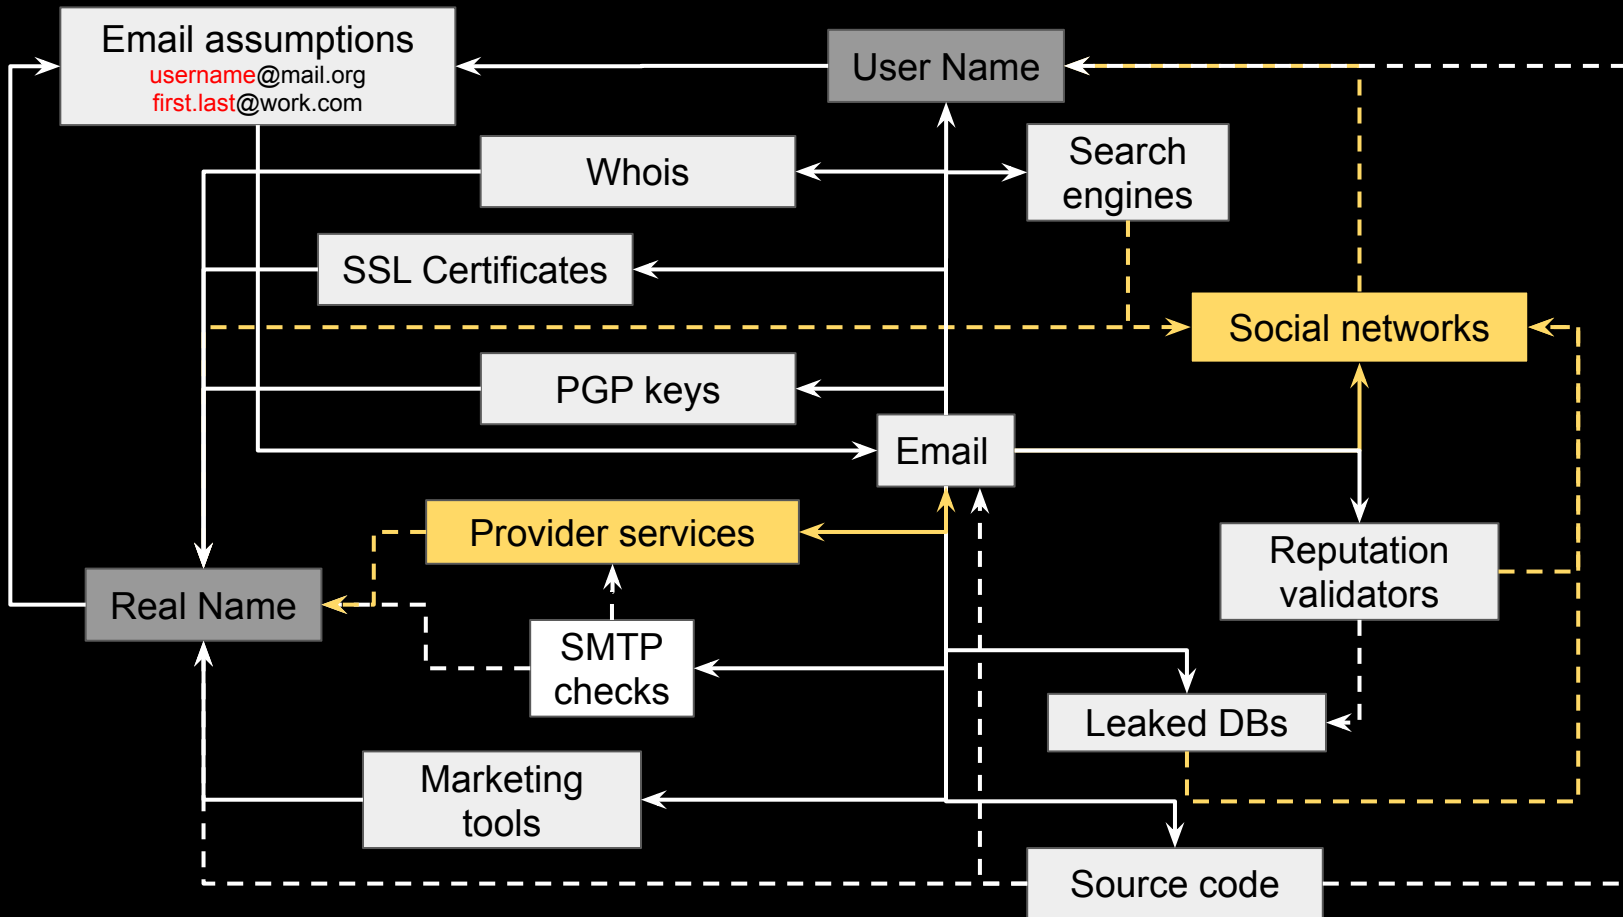 Email assumptions
username@mail.org
first.last@work.com
User Name
Whois
Search
engines
SSL Certificates
Social networks
PGP keys
Email
Provider services
Reputation
validators
Real Name
SMTP
checks
Leaked DBs
Marketing
tools
Source code